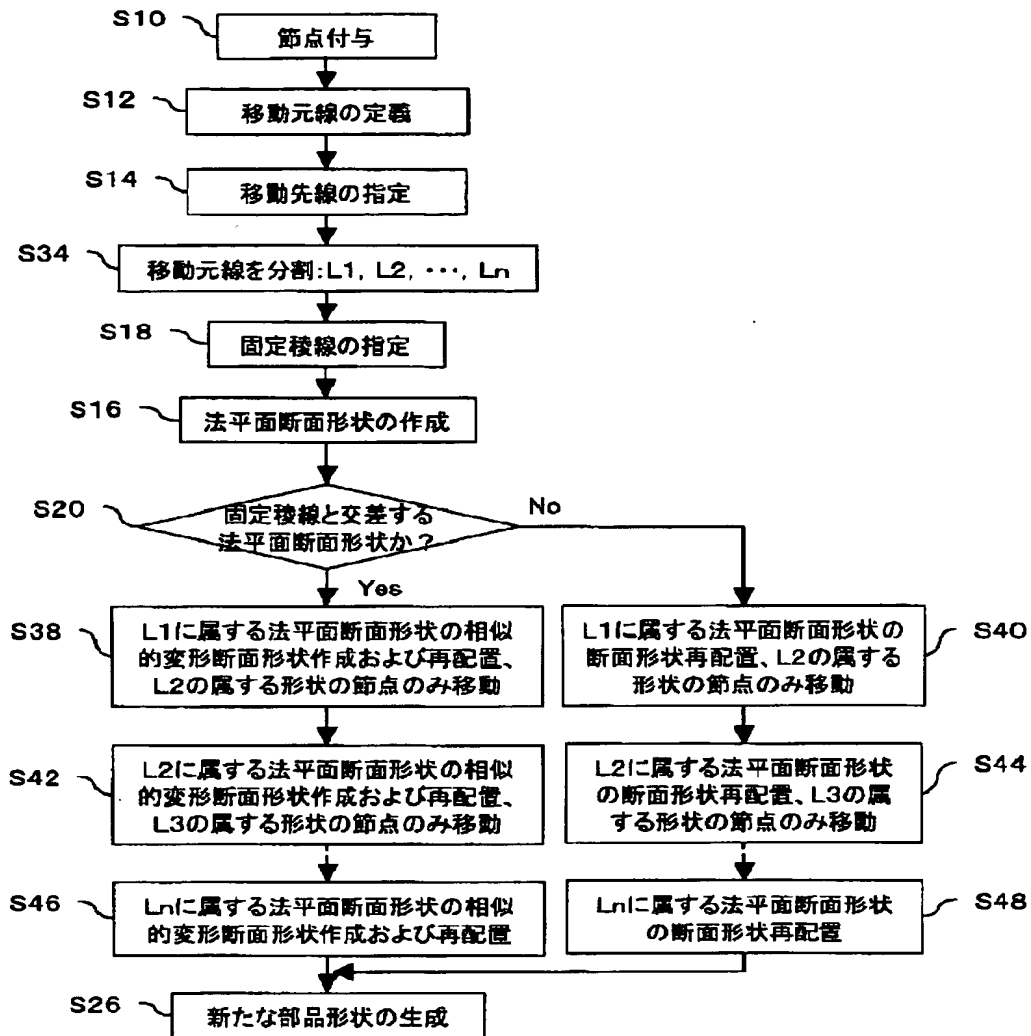 S10
節点付与
S12
移動元線の定義
S14
移動先線の指定
S34
移動元線を分割:L1, L2, ・・・, Ln
S18
固定稜線の指定
S16
法平面断面形状の作成
S20
固定稜線と交差する
法平面断面形状か?
No
Yes
S38
L1に属する法平面断面形状の相似
的変形断面形状作成および再配置、
L2の属する形状の節点のみ移動
L1に属する法平面断面形状の
断面形状再配置、L2の属する
形状の節点のみ移動
S40
S42
L2に属する法平面断面形状の相似
的変形断面形状作成および再配置、
L3の属する形状の節点のみ移動
L2に属する法平面断面形状
の断面形状再配置、L3の属
する形状の節点のみ移動
S44
S46
Lnに属する法平面断面形状の相似
的変形断面形状作成および再配置
Lnに属する法平面断面形状
の断面形状再配置
S48
S26
新たな部品形状の生成